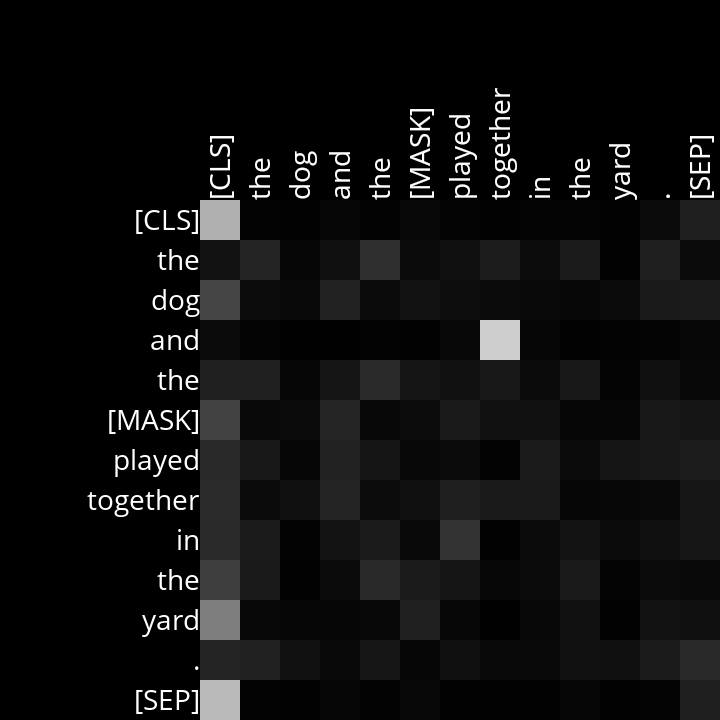 [CLS] the dog and the [MASK] played together in the yard . [SEP]
[CLS]
the
dog
and
the
[MASK]
played
together
in
the
yard
.
[SEP]